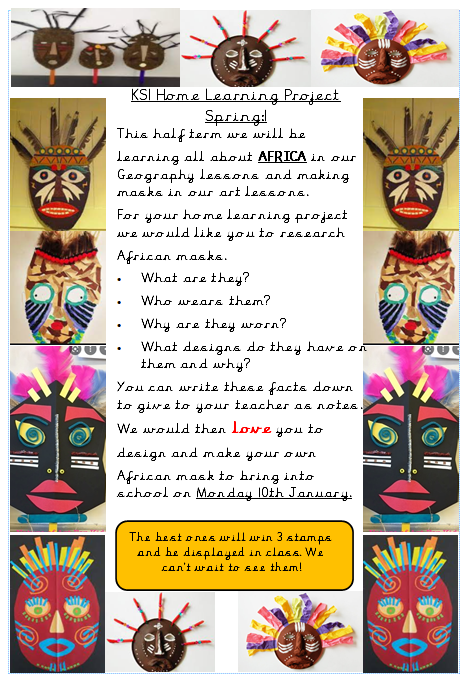 KS1 Home Learning Project
Spring:1
This half term we will be
learning all about AFRICA in our
Geography lessons and making
masks in our art lessons.
For your home learning project
we would like you to research
African masks.
• What are they?
• Who wears them?
• Why are they worn?
• What designs do they have on
them and why?
You can write these facts down
to give to your teacher as notes.
We would then love you to
design and make your own
African mask to bring into
school on Monday 10th January.
The best ones will win 3 stamps
and be displayed in class. We
can't wait to see them!